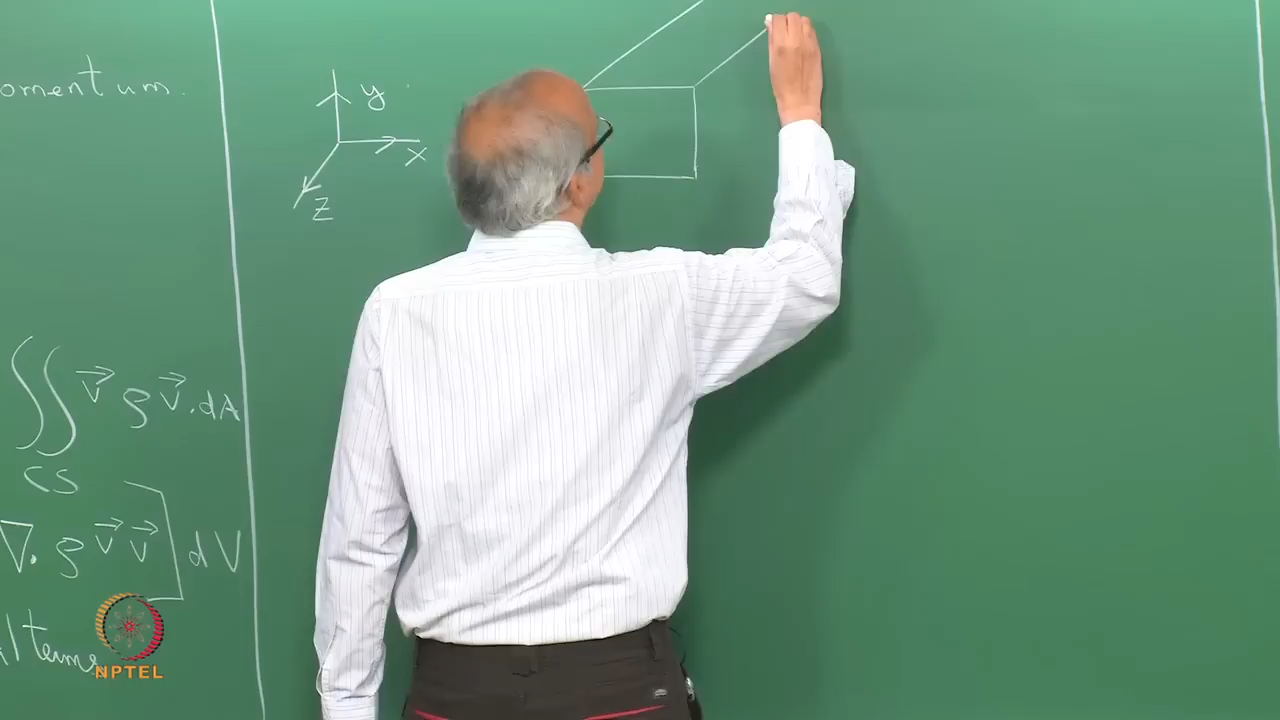 omentum.
y
x
z
∬ v⃗ ρ v⃗ . dA
CS
∇. ρ v⃗ v⃗ ] dV
l terms
NPTEL